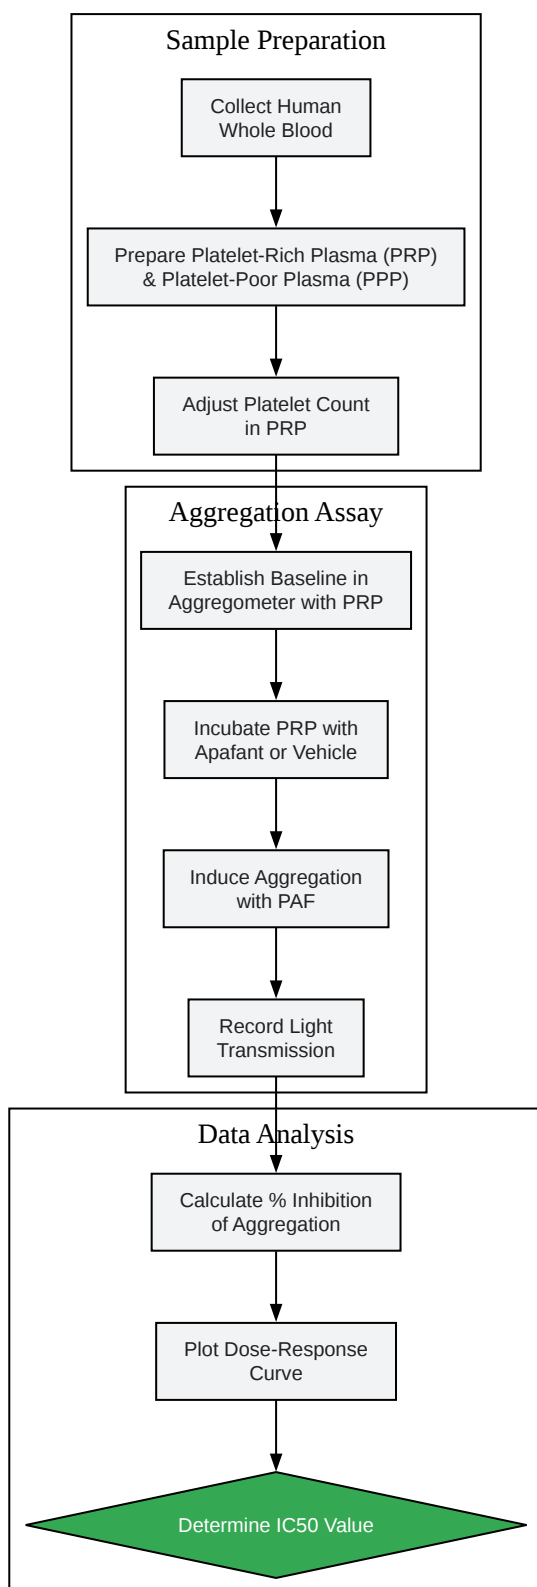 Sample Preparation
Collect Human
Whole Blood
Prepare Platelet-Rich Plasma (PRP)
& Platelet-Poor Plasma (PPP)
Adjust Platelet Count
in PRP
Aggregation Assay
Establish Baseline in
Aggregometer with PRP
Incubate PRP with
Apafant or Vehicle
Induce Aggregation
with PAF
Record Light
Transmission
Data Analysis
Calculate % Inhibition
of Aggregation
Plot Dose-Response
Curve
Determine IC50 Value